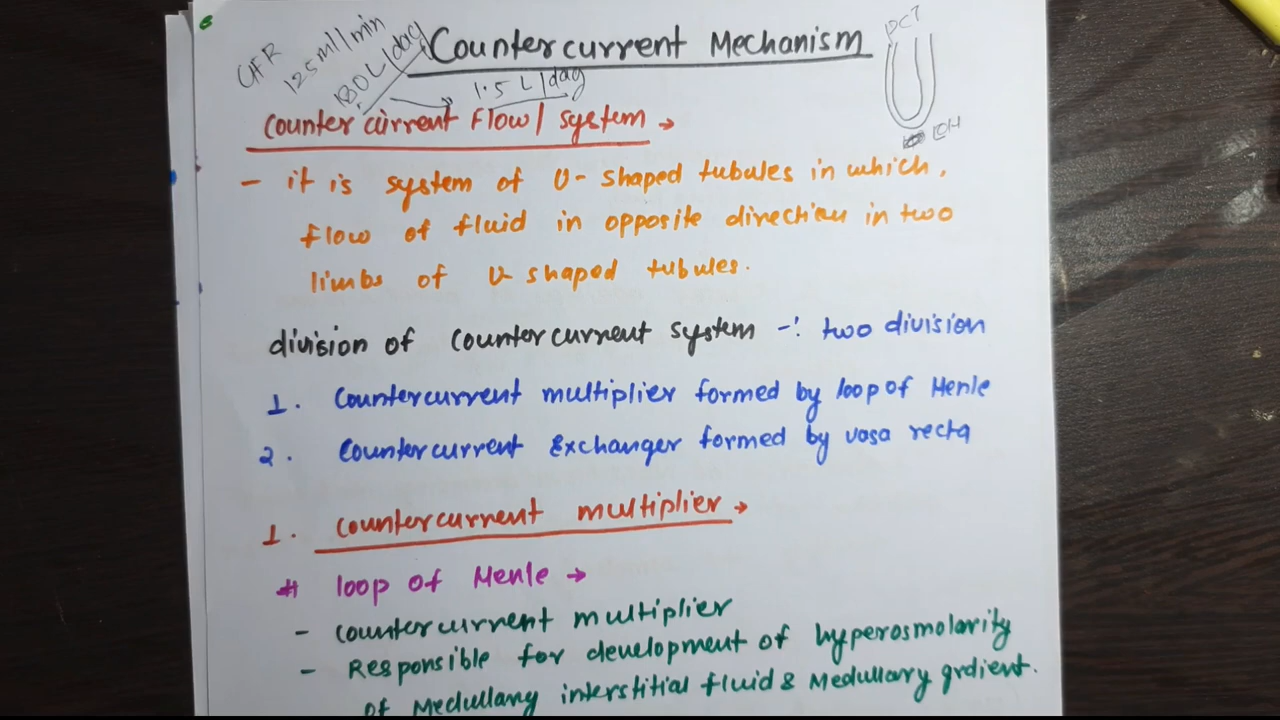 GFR
125 ml/min
180 L/day
1.5 L/day
Countercurrent Mechanism
PCT
LOH
Counter current Flow/ system →
- it is system of U-shaped tubules in which,
flow of fluid in opposite direction in two
limbs of U shaped tubules.
division of countercurrent system -: two division
1. Countercurrent multiplier formed by loop of Henle
2. Countercurrent Exchanger formed by vasa recta
1. Countercurrent multiplier →
# loop of Henle →
- countercurrent multiplier
- Responsible for development of hyperosmolarity
of Medullary interstitial fluid & Medullary grdient.